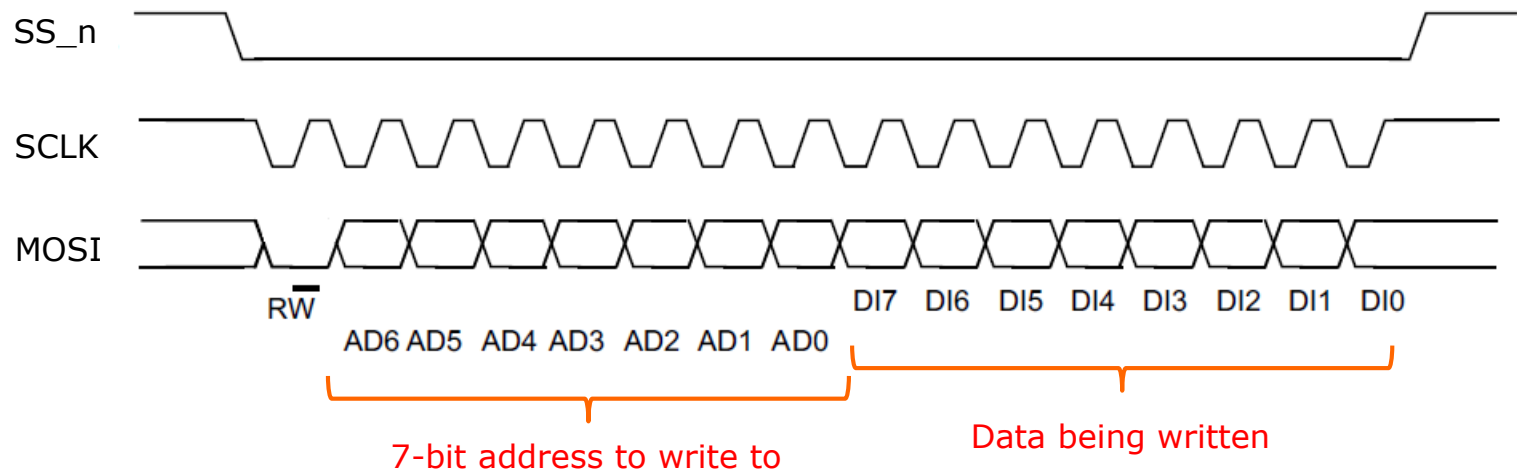 SS_n
SCLK
MOSI
RW
DI7 DI6 DI5 DI4 DI3 DI2 DI1 DI0
AD6 AD5 AD4 AD3 AD2 AD1 AD0
Data being written
7-bit address to write to